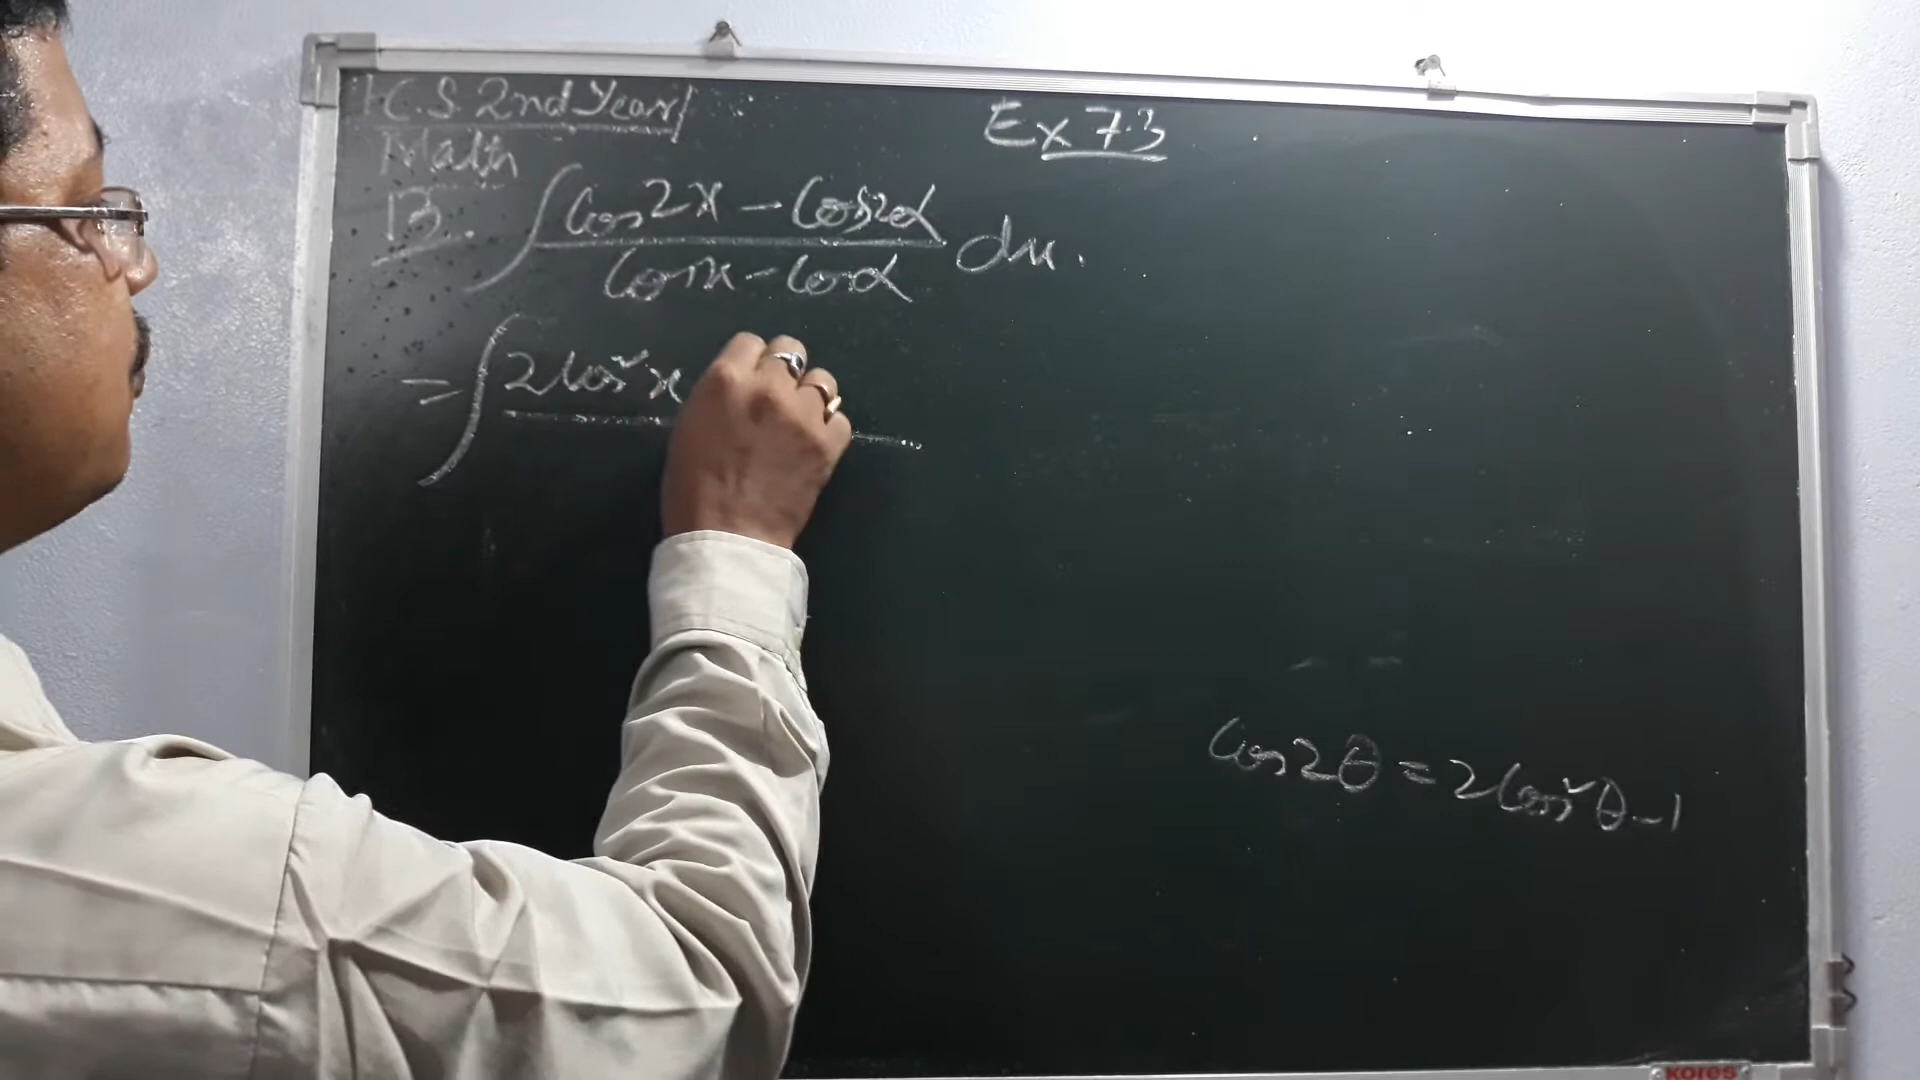 C.S. 2nd Year
Ex 7.3
Math
13. ∫ Cos2x - Cos2α / Cosx - Cosα dx.
= ∫ 2Cos²x
Cos2θ = 2Cos²θ - 1
KORES